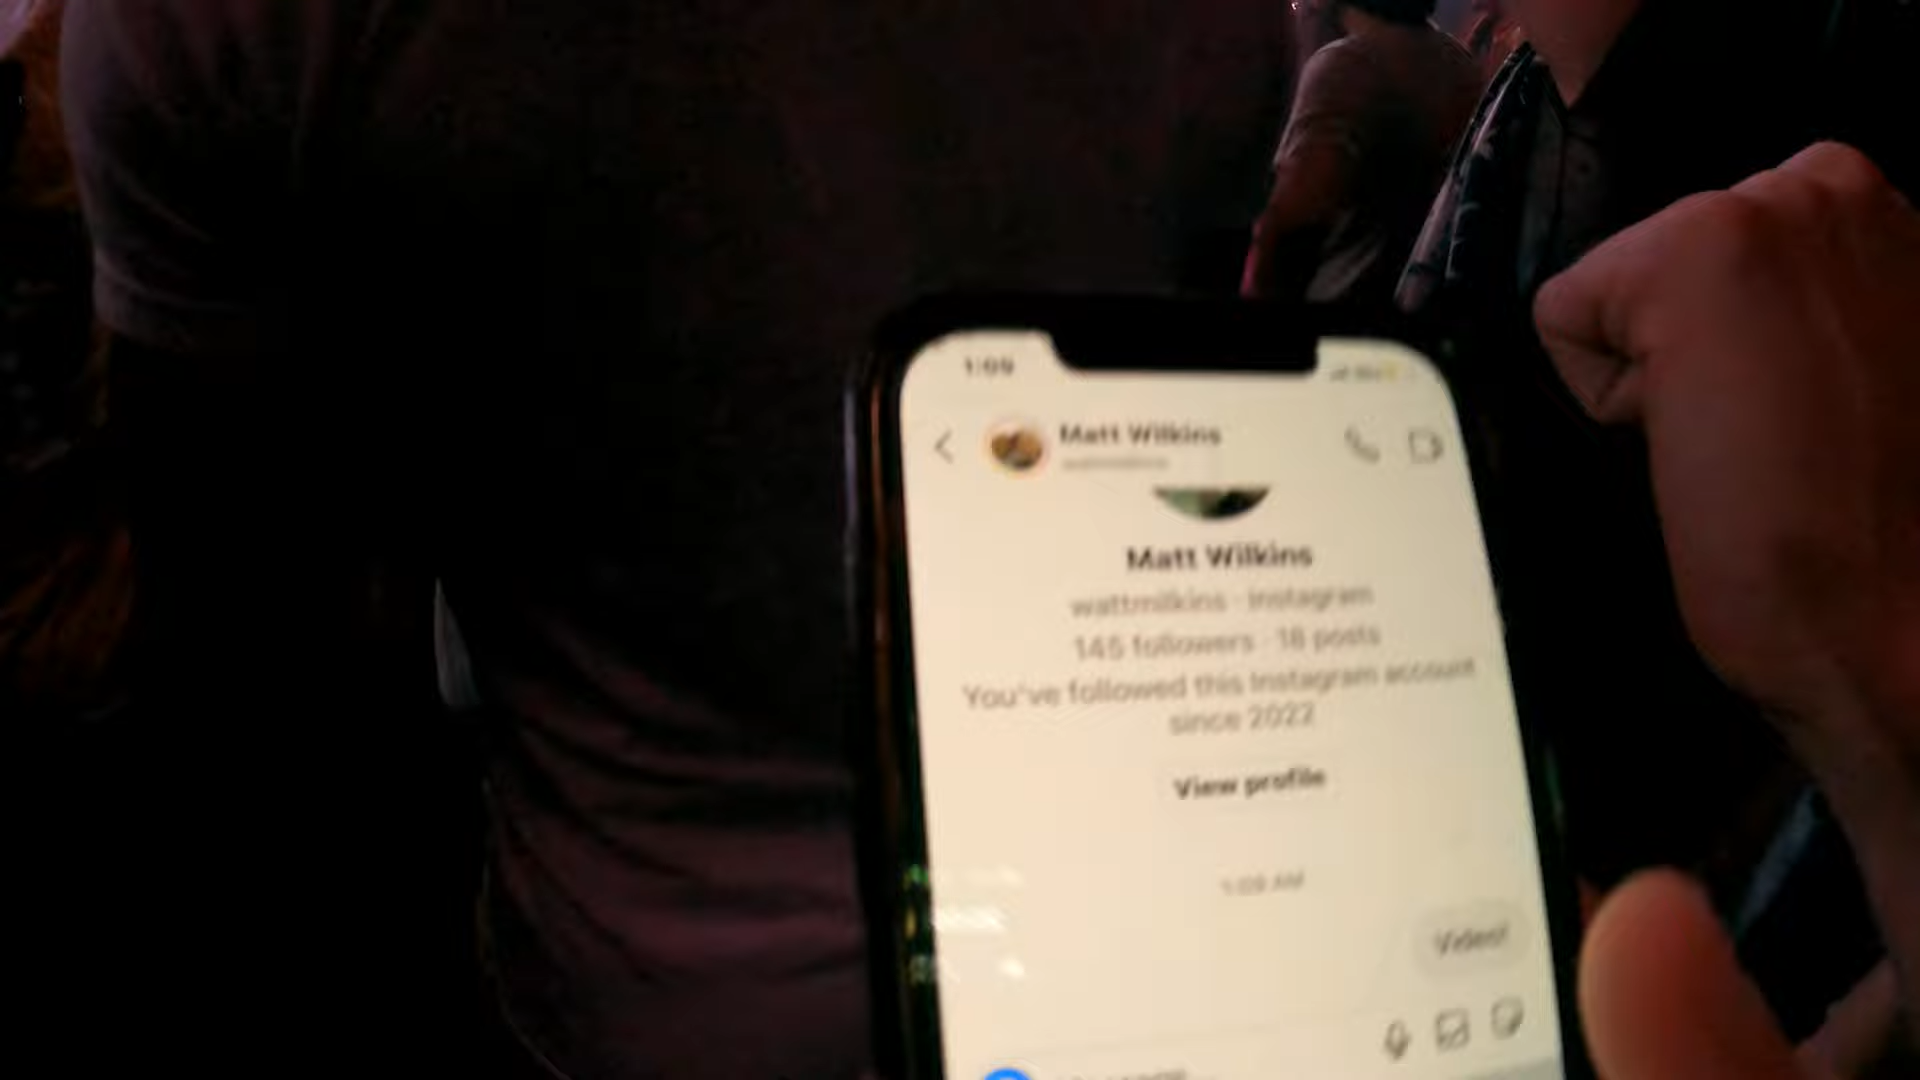 1:09
Matt Wilkins
Matt Wilkins
wattmilkins · Instagram
145 followers · 18 posts
You've followed this Instagram account
since 2022
View profile
1:09 AM
Video!